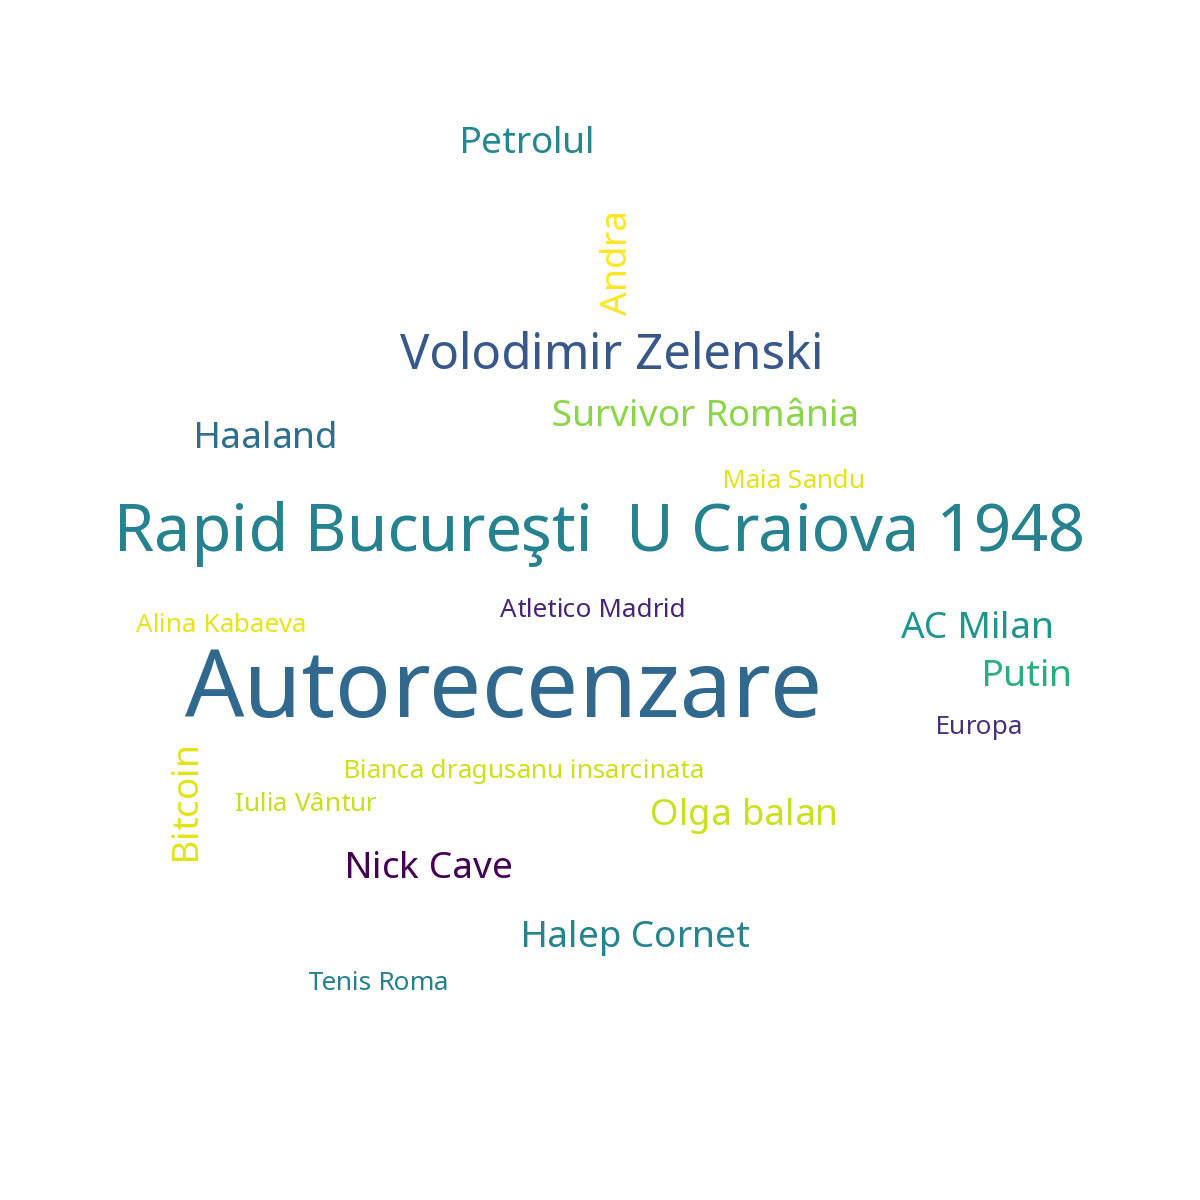 Petrolul
Andra
Volodimir Zelenski
Survivor România
Haaland
Maia Sandu
Rapid Bucureşti  U Craiova 1948
Atletico Madrid
Alina Kabaeva
AC Milan
Autorecenzare
Putin
Europa
Bitcoin
Bianca dragusanu insarcinata
Iulia Vântur
Olga balan
Nick Cave
Halep Cornet
Tenis Roma